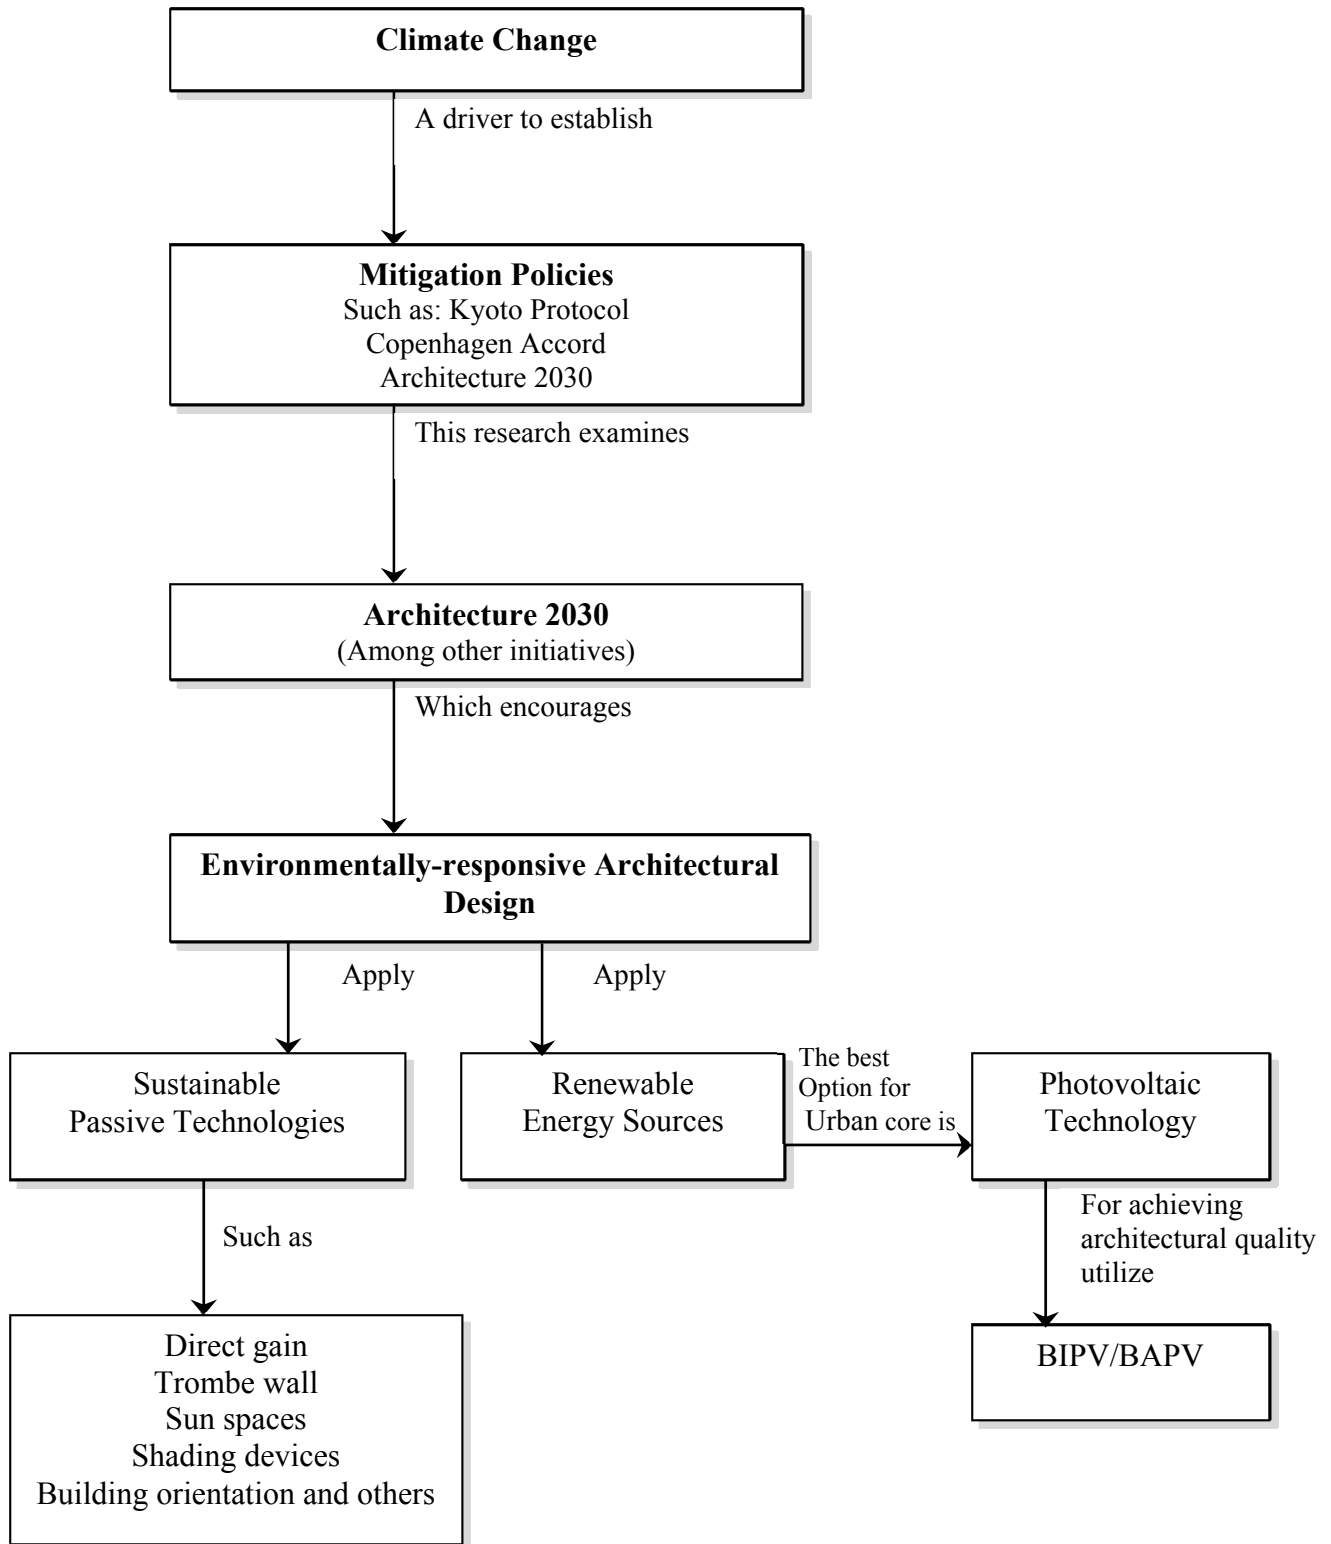 Climate Change
A driver to establish
Mitigation Policies
Such as: Kyoto Protocol
Copenhagen Accord
Architecture 2030
This research examines
Architecture 2030
(Among other initiatives)
Which encourages
Environmentally-responsive Architectural
Design
Apply
Apply
Sustainable
Passive Technologies
Renewable
Energy Sources
The best
Option for
Urban core is
Photovoltaic
Technology
Such as
For achieving
architectural quality
utilize
Direct gain
Trombe wall
Sun spaces
Shading devices
Building orientation and others
BIPV/BAPV